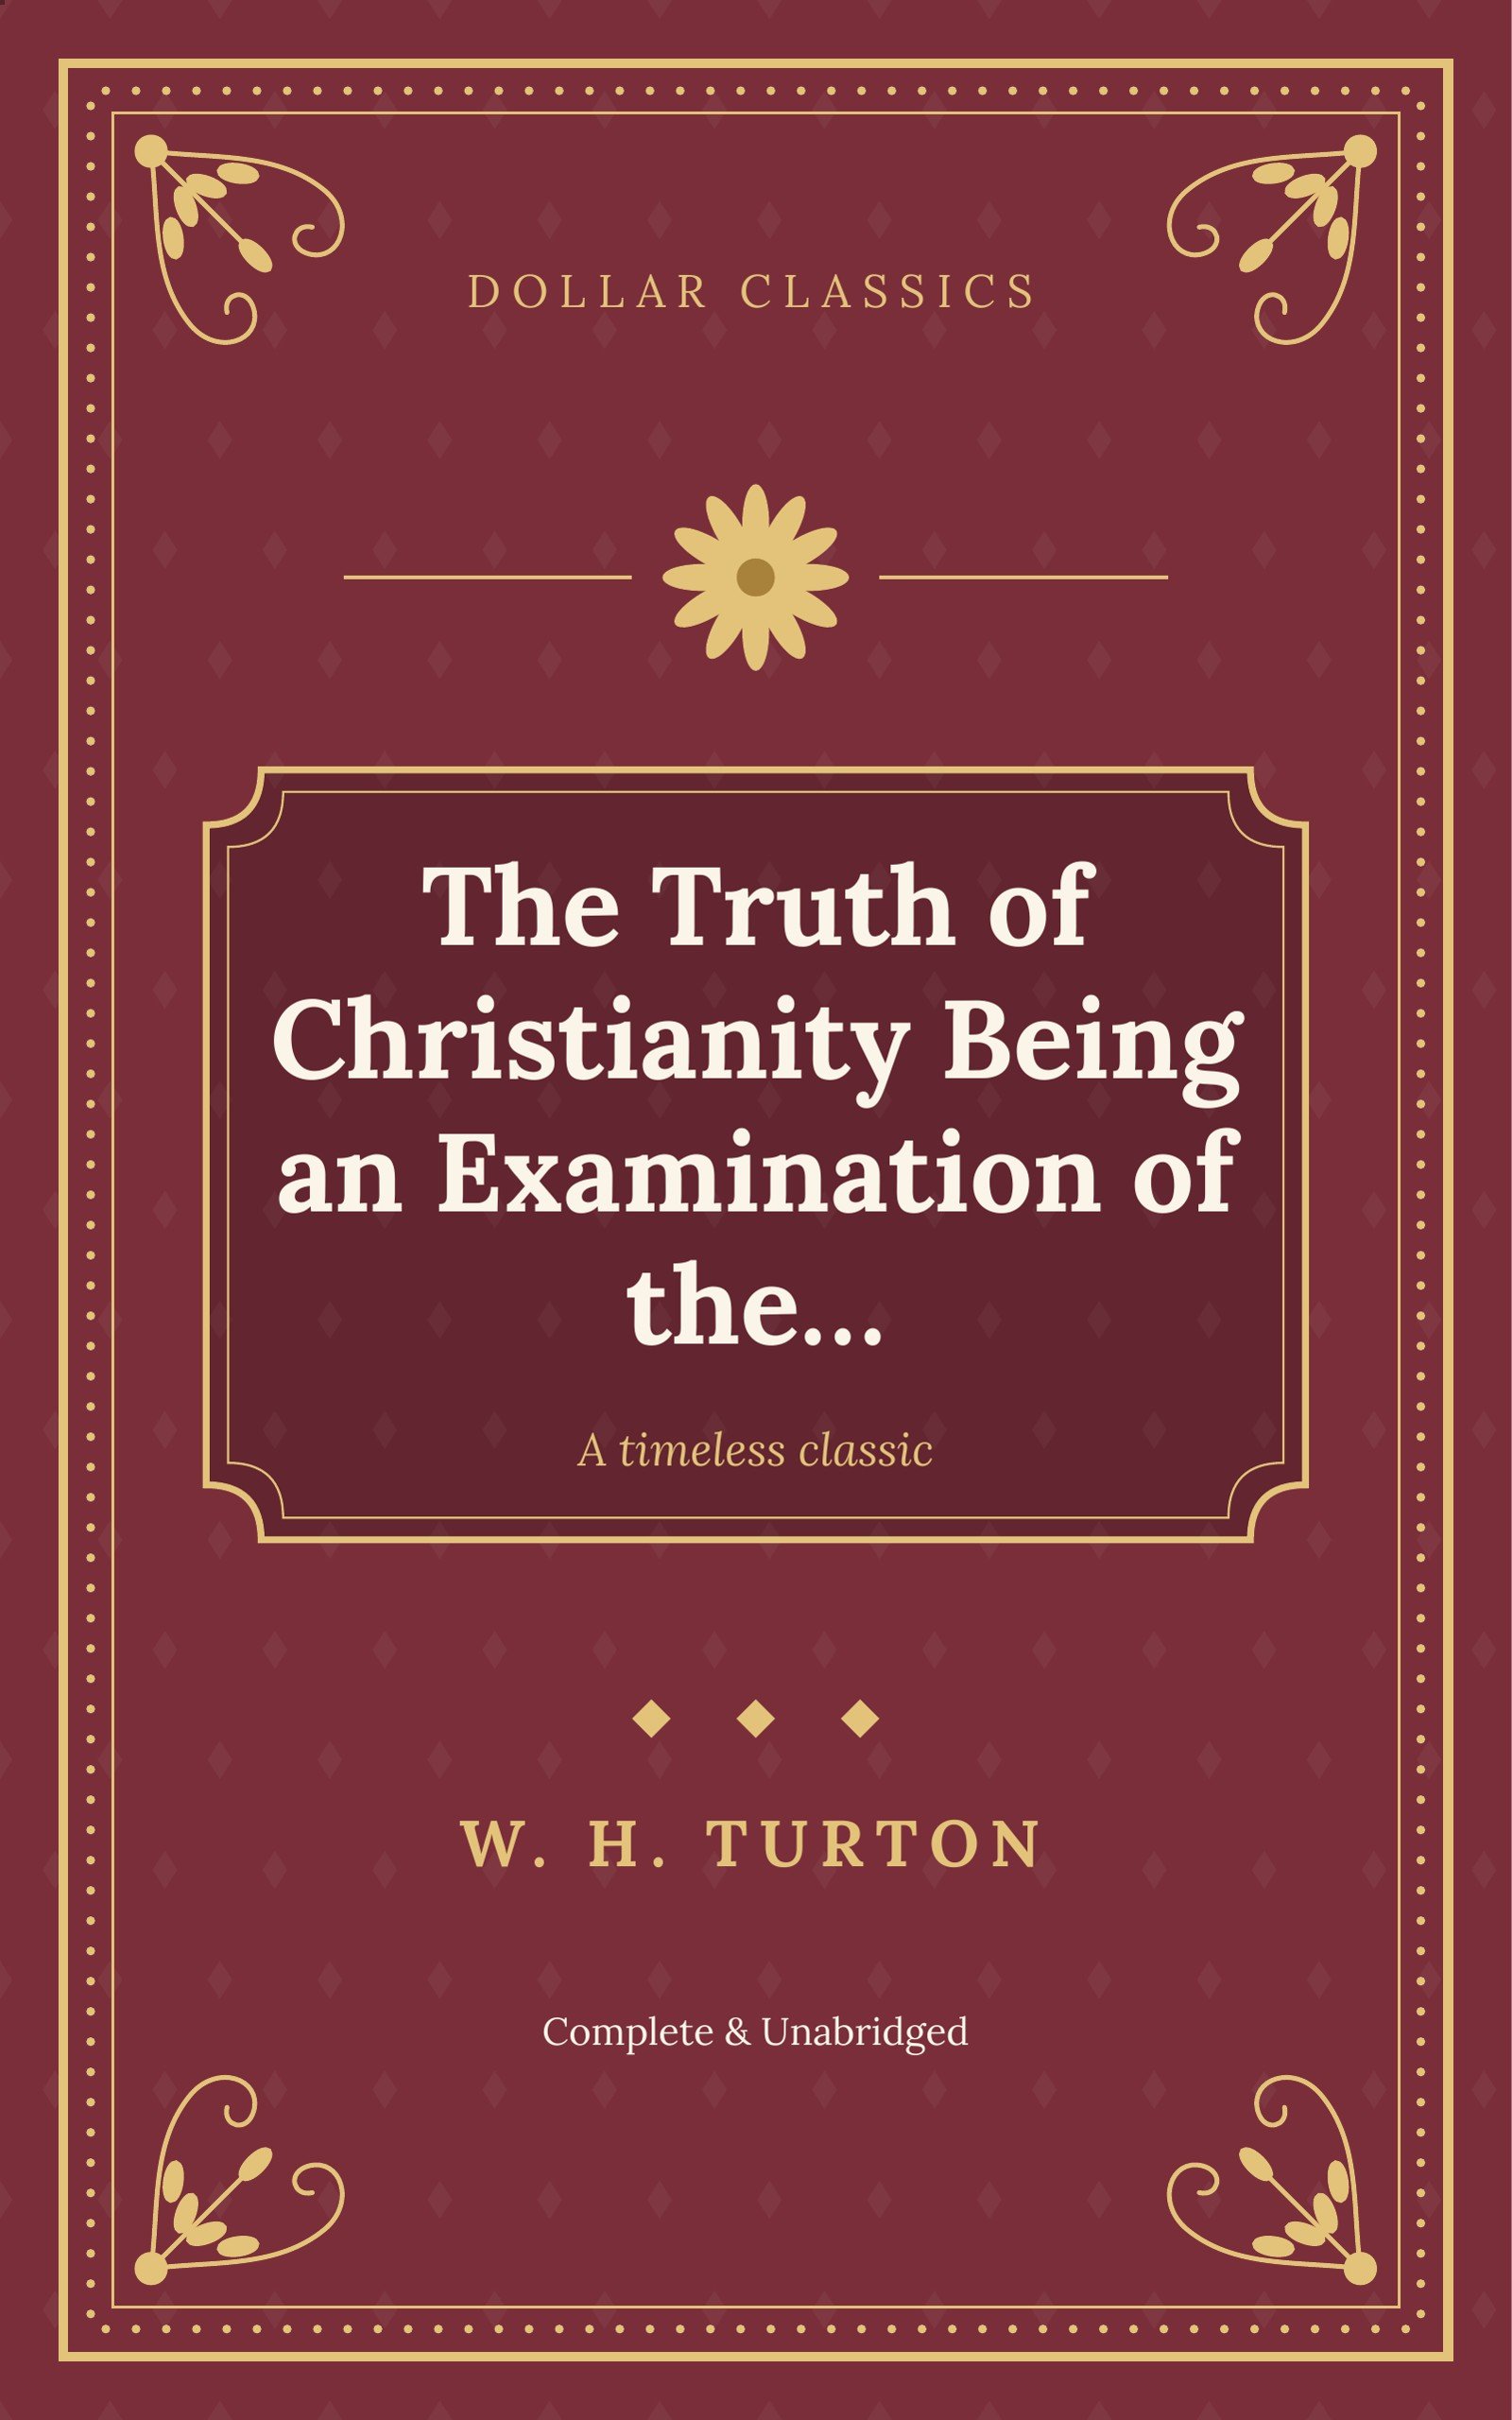 DOLLAR CLASSICS
The Truth of
Christianity Being
an Examination of
the...
A timeless classic
W. H. TURTON
Complete & Unabridged